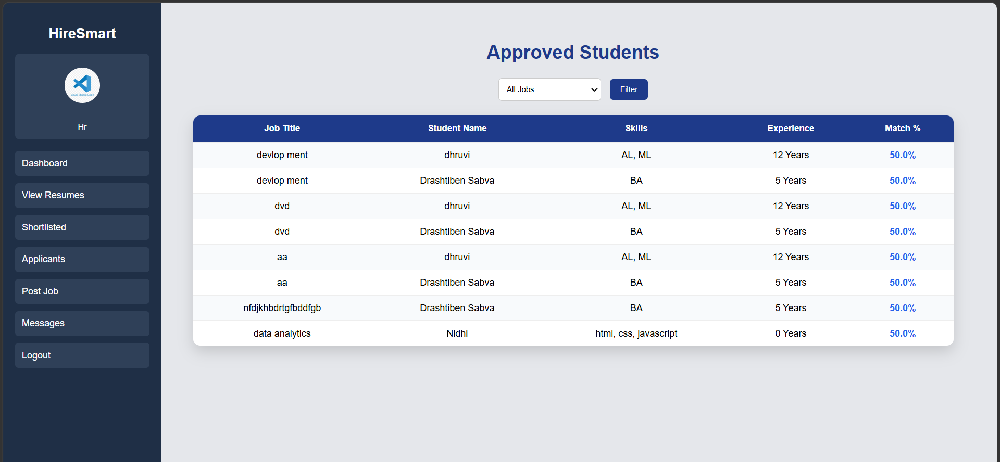 HireSmart
Visual Studio Code
Hr
Dashboard
View Resumes
Shortlisted
Applicants
Post Job
Messages
Logout
Approved Students
All Jobs Filter
Job Title Student Name Skills Experience Match %
devlop ment dhruvi AL, ML 12 Years 50.0%
devlop ment Drashtiben Sabva BA 5 Years 50.0%
dvd dhruvi AL, ML 12 Years 50.0%
dvd Drashtiben Sabva BA 5 Years 50.0%
aa dhruvi AL, ML 12 Years 50.0%
aa Drashtiben Sabva BA 5 Years 50.0%
nfdjkhbdrtgfbddfgb Drashtiben Sabva BA 5 Years 50.0%
data analytics Nidhi html, css, javascript 0 Years 50.0%